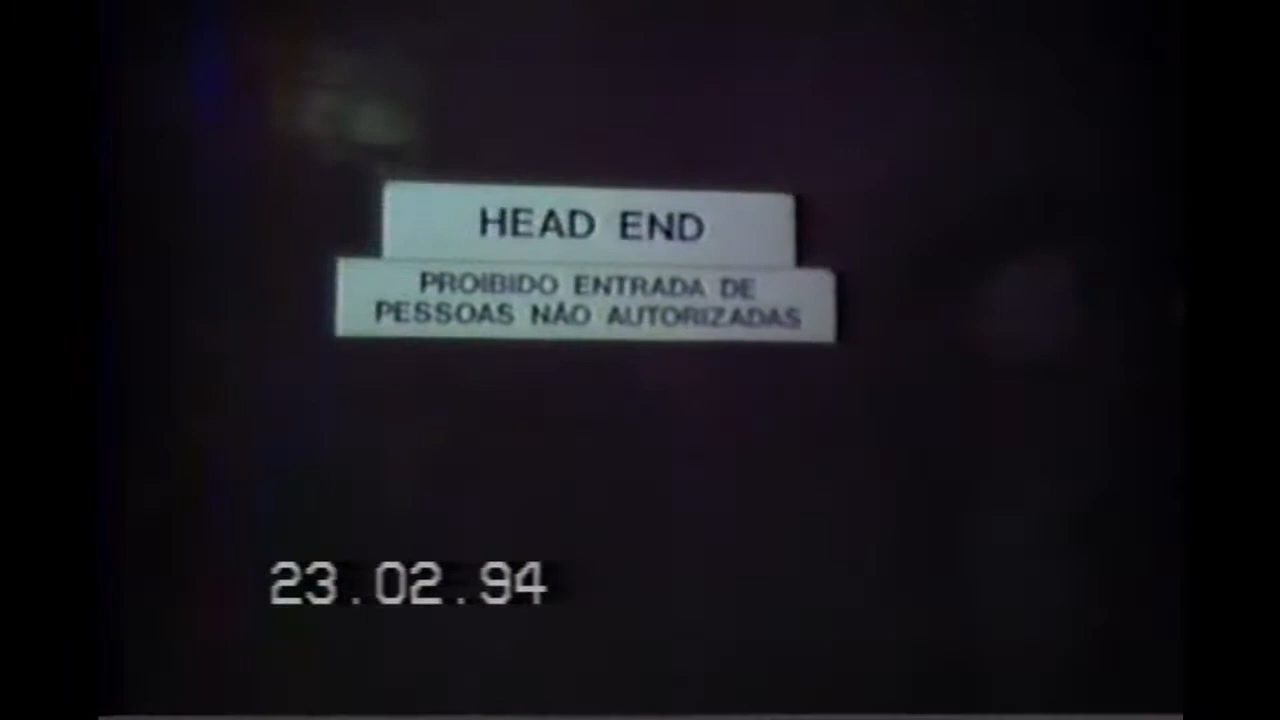 HEAD END
PROIBIDO ENTRADA DE
PESSOAS NÃO AUTORIZADAS
23.02.94